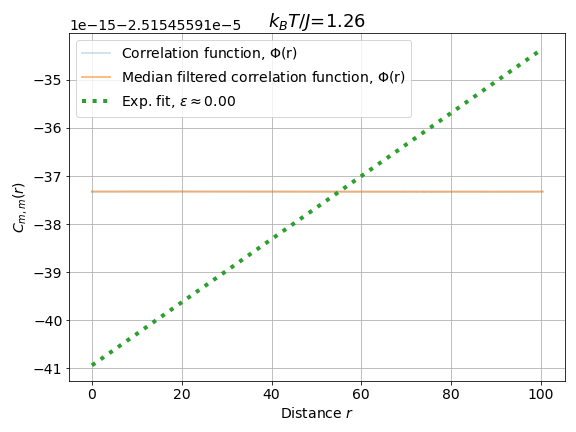 1e−15−2.51545591e−5
k_BT/J=1.26
Correlation function, Φ(r)
Median filtered correlation function, Φ(r)
Exp. fit, ε≈0.00
−35
−36
−37
−38
−39
−40
−41
C_{m,m}(r)
0 20 40 60 80 100
Distance r